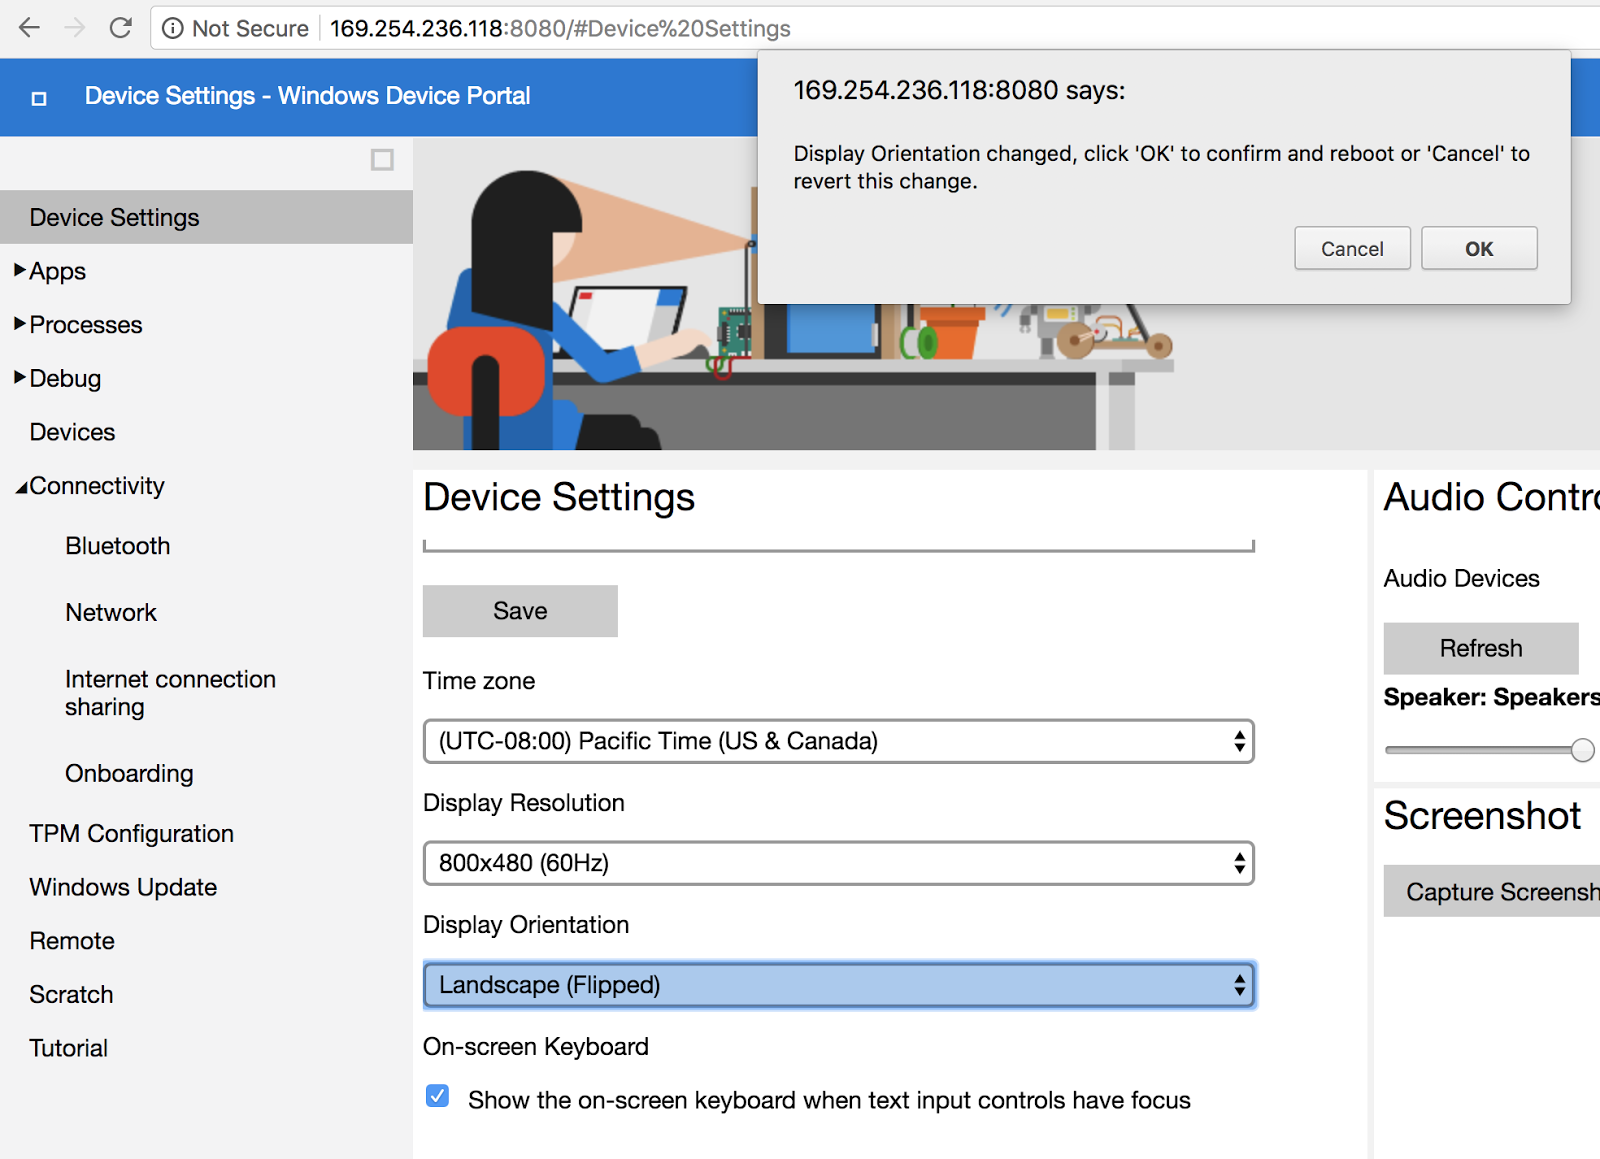 Not Secure 169.254.236.118:8080/#Device%20Settings
Device Settings - Windows Device Portal
169.254.236.118:8080 says:
Display Orientation changed, click 'OK' to confirm and reboot or 'Cancel' to
revert this change.
Cancel OK
Device Settings
Apps
Processes
Debug
Devices
Connectivity
Bluetooth
Network
Internet connection
sharing
Onboarding
TPM Configuration
Windows Update
Remote
Scratch
Tutorial
Device Settings
Save
Time zone
(UTC-08:00) Pacific Time (US & Canada)
Display Resolution
800x480 (60Hz)
Display Orientation
Landscape (Flipped)
On-screen Keyboard
Show the on-screen keyboard when text input controls have focus
Audio Contro
Audio Devices
Refresh
Speaker: Speakers
Screenshot
Capture Screensh